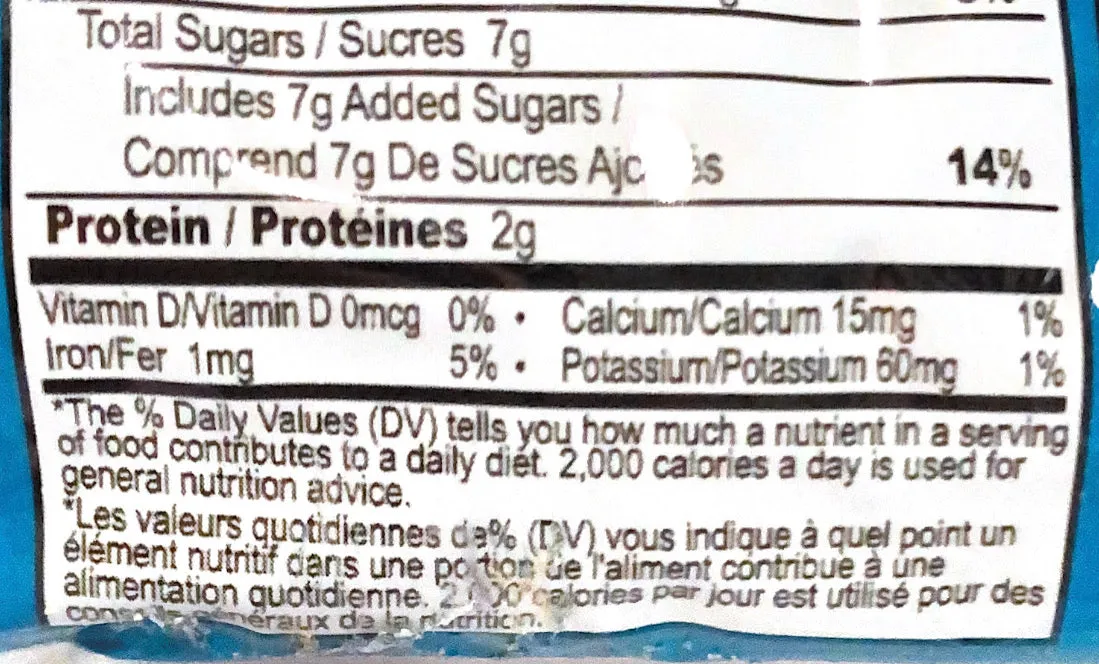 Total Sugars / Sucres 7g
Includes 7g Added Sugars /
Comprend 7g De Sucres 14%
Protein / Protéines 2g
Vitamin D/Vitamin D 0mcg 0% • Calcium/Calcium 15mg 1%
Iron/Fer 1mg 5% • Potassium/Potassium 60mg 1%
*The % Daily Values (DV) tells you how much a nutrient in a serving
of food contributes to a daily diet. 2,000 calories a day is used for
general nutrition advice.
*Les valeurs quotidiennes de% (DV) vous indique à quel point un
élément nutritif dans une portion de l'aliment contribue à une
alimentation quotidienne. calories par jour est utilisé pour des
de la nutrition.